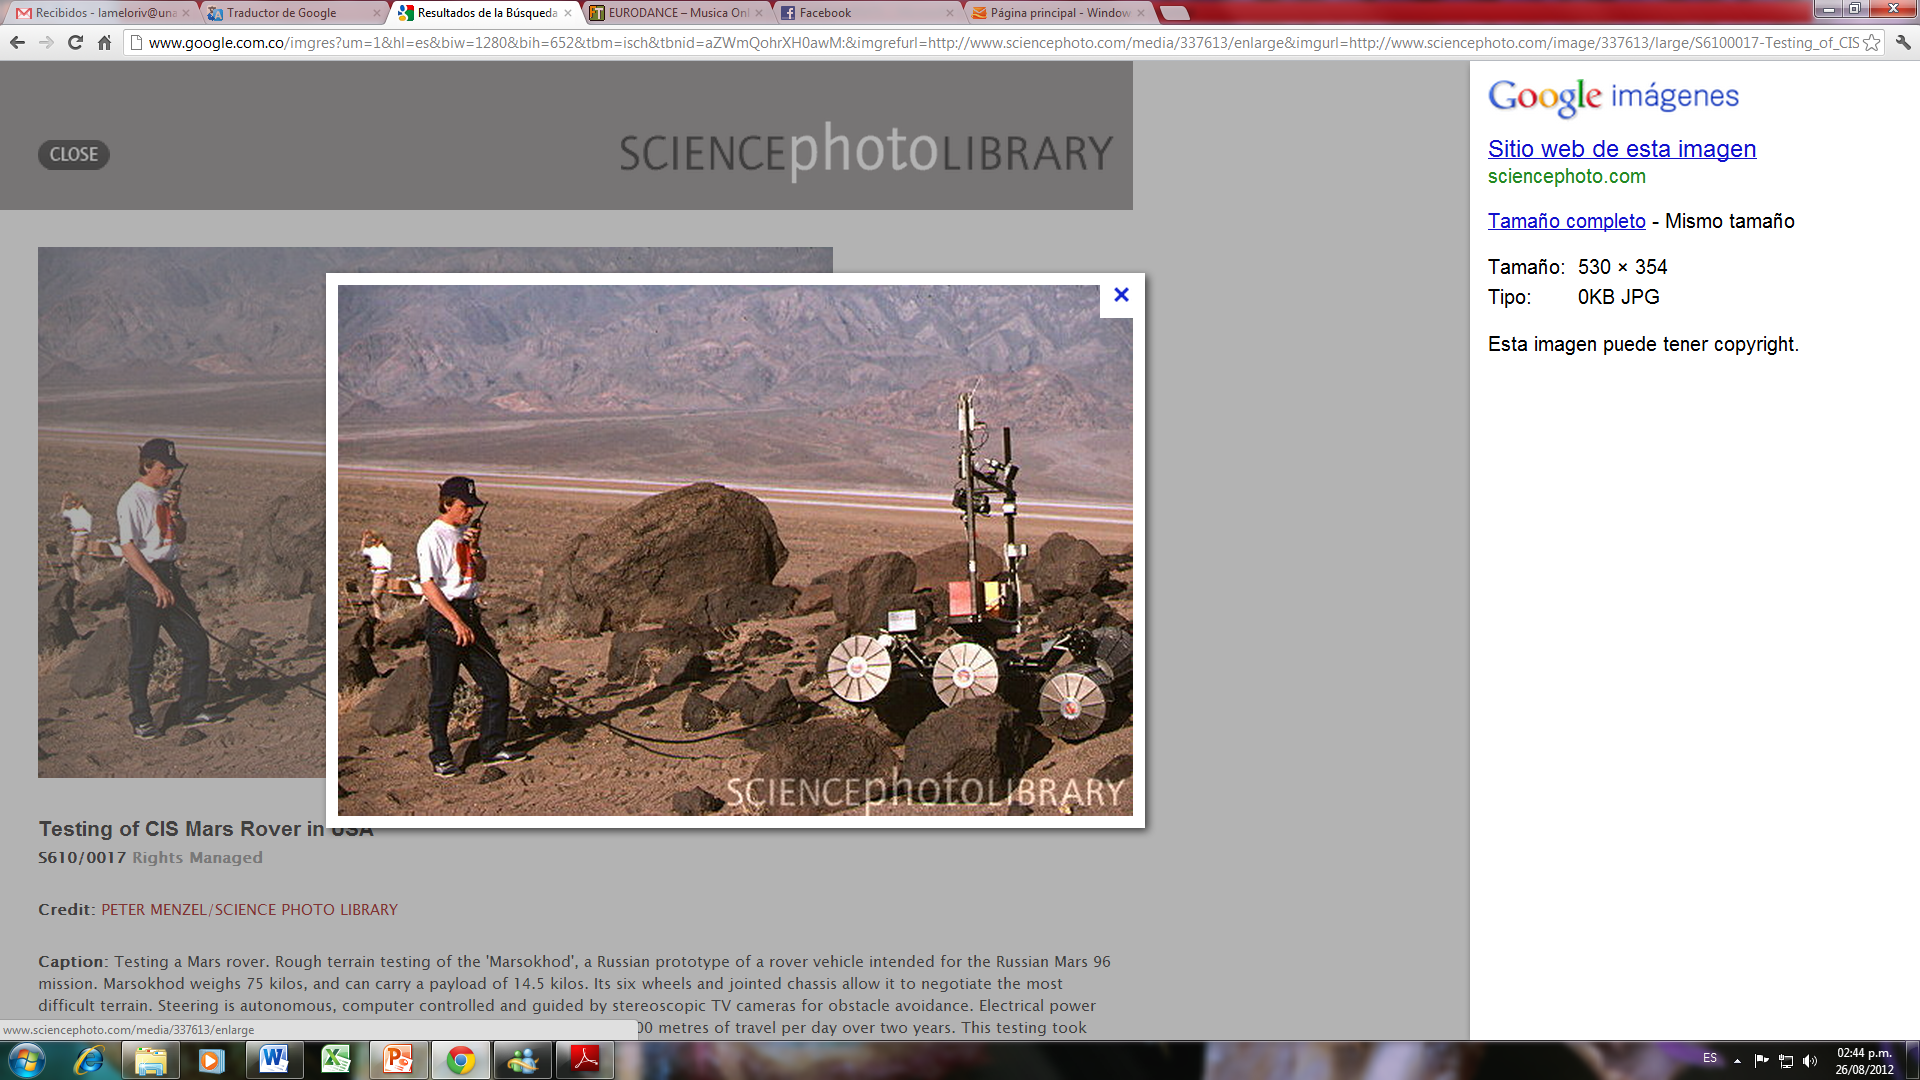 Recibidos - lameloriv@una
Traductor de Google
Resultados de la Búsqueda
EURODANCE – Musica Onl
Facebook
Página principal - Window
www.google.com.co/imgres?um=1&hl=es&biw=1280&bih=652&tbm=isch&tbnid=aZWmQohrXH0awM:&imgrefurl=http://www.sciencephoto.com/media/337613/enlarge&imgurl=http://www.sciencephoto.com/image/337613/large/S6100017-Testing_of_CIS
CLOSE
SCIENCEphotoLIBRARY
SCIENCEphotoLIBRARY
Testing of CIS Mars Rover in USA
S610/0017 Rights Managed
Credit: PETER MENZEL/SCIENCE PHOTO LIBRARY
Caption: Testing a Mars rover. Rough terrain testing of the 'Marsokhod', a Russian prototype of a rover vehicle intended for the Russian Mars 96
mission. Marsokhod weighs 75 kilos, and can carry a payload of 14.5 kilos. Its six wheels and jointed chassis allow it to negotiate the most
difficult terrain. Steering is autonomous, computer controlled and guided by stereoscopic TV cameras for obstacle avoidance. Electrical power
00 metres of travel per day over two years. This testing took
www.sciencephoto.com/media/337613/enlarge
Google imágenes
Sitio web de esta imagen
sciencephoto.com
Tamaño completo - Mismo tamaño
Tamaño: 530 × 354
Tipo: 0KB JPG
Esta imagen puede tener copyright.
ES
02:44 p.m.
26/08/2012